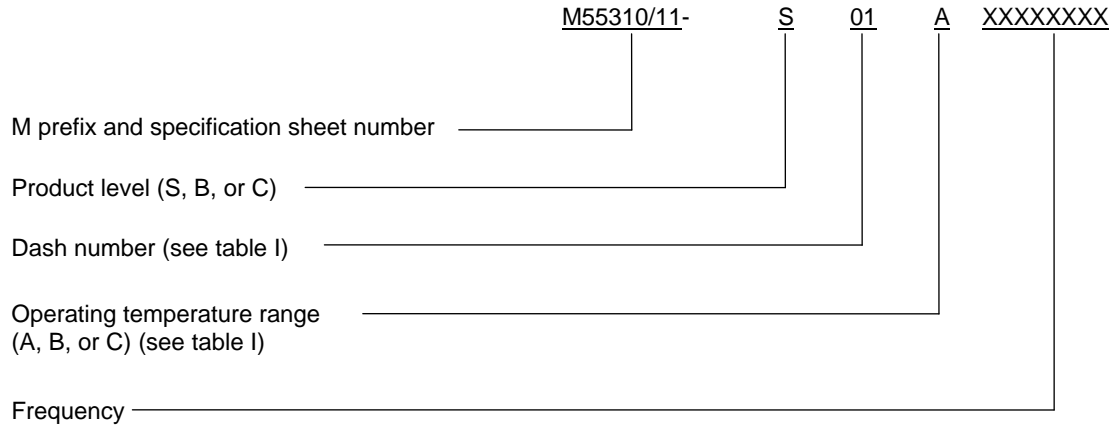 M55310/11- S 01 A XXXXXXXX
M prefix and specification sheet number
Product level (S, B, or C)
Dash number (see table I)
Operating temperature range
(A, B, or C) (see table I)
Frequency